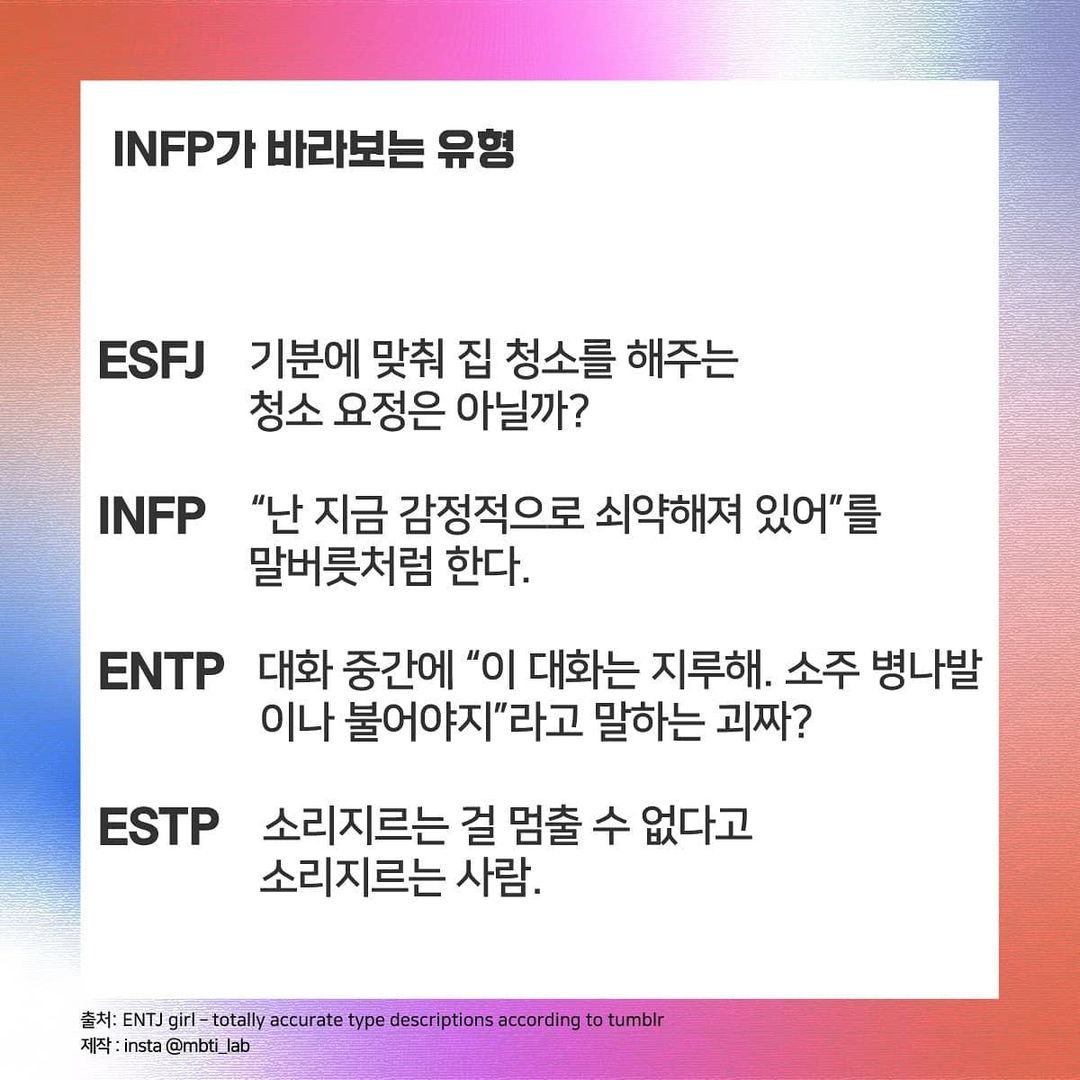 INFP가 바라보는 유형
ESFJ 기분에 맞춰 집 청소를 해주는
청소 요정은 아닐까?
INFP “난 지금 감정적으로 쇠약해져 있어”를
말버릇처럼 한다.
ENTP 대화 중간에 “이 대화는 지루해. 소주 병나발
이나 불어야지”라고 말하는 괴짜?
ESTP 소리지르는 걸 멈출 수 없다고
소리지르는 사람.
출처: ENTJ girl – totally accurate type descriptions according to tumblr
제작 : insta @mbti_lab